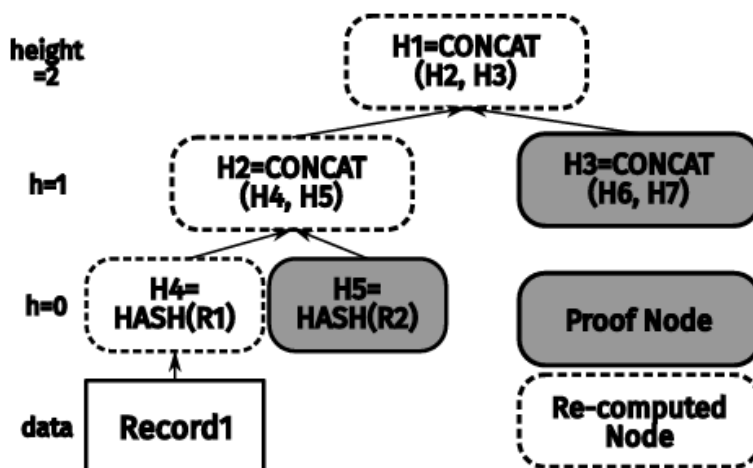 height
=2
H1=CONCAT
(H2, H3)
h=1
H2=CONCAT
(H4, H5)
H3=CONCAT
(H6, H7)
h=0
H4=
HASH(R1)
H5=
HASH(R2)
Proof Node
data
Record1
Re-computed
Node